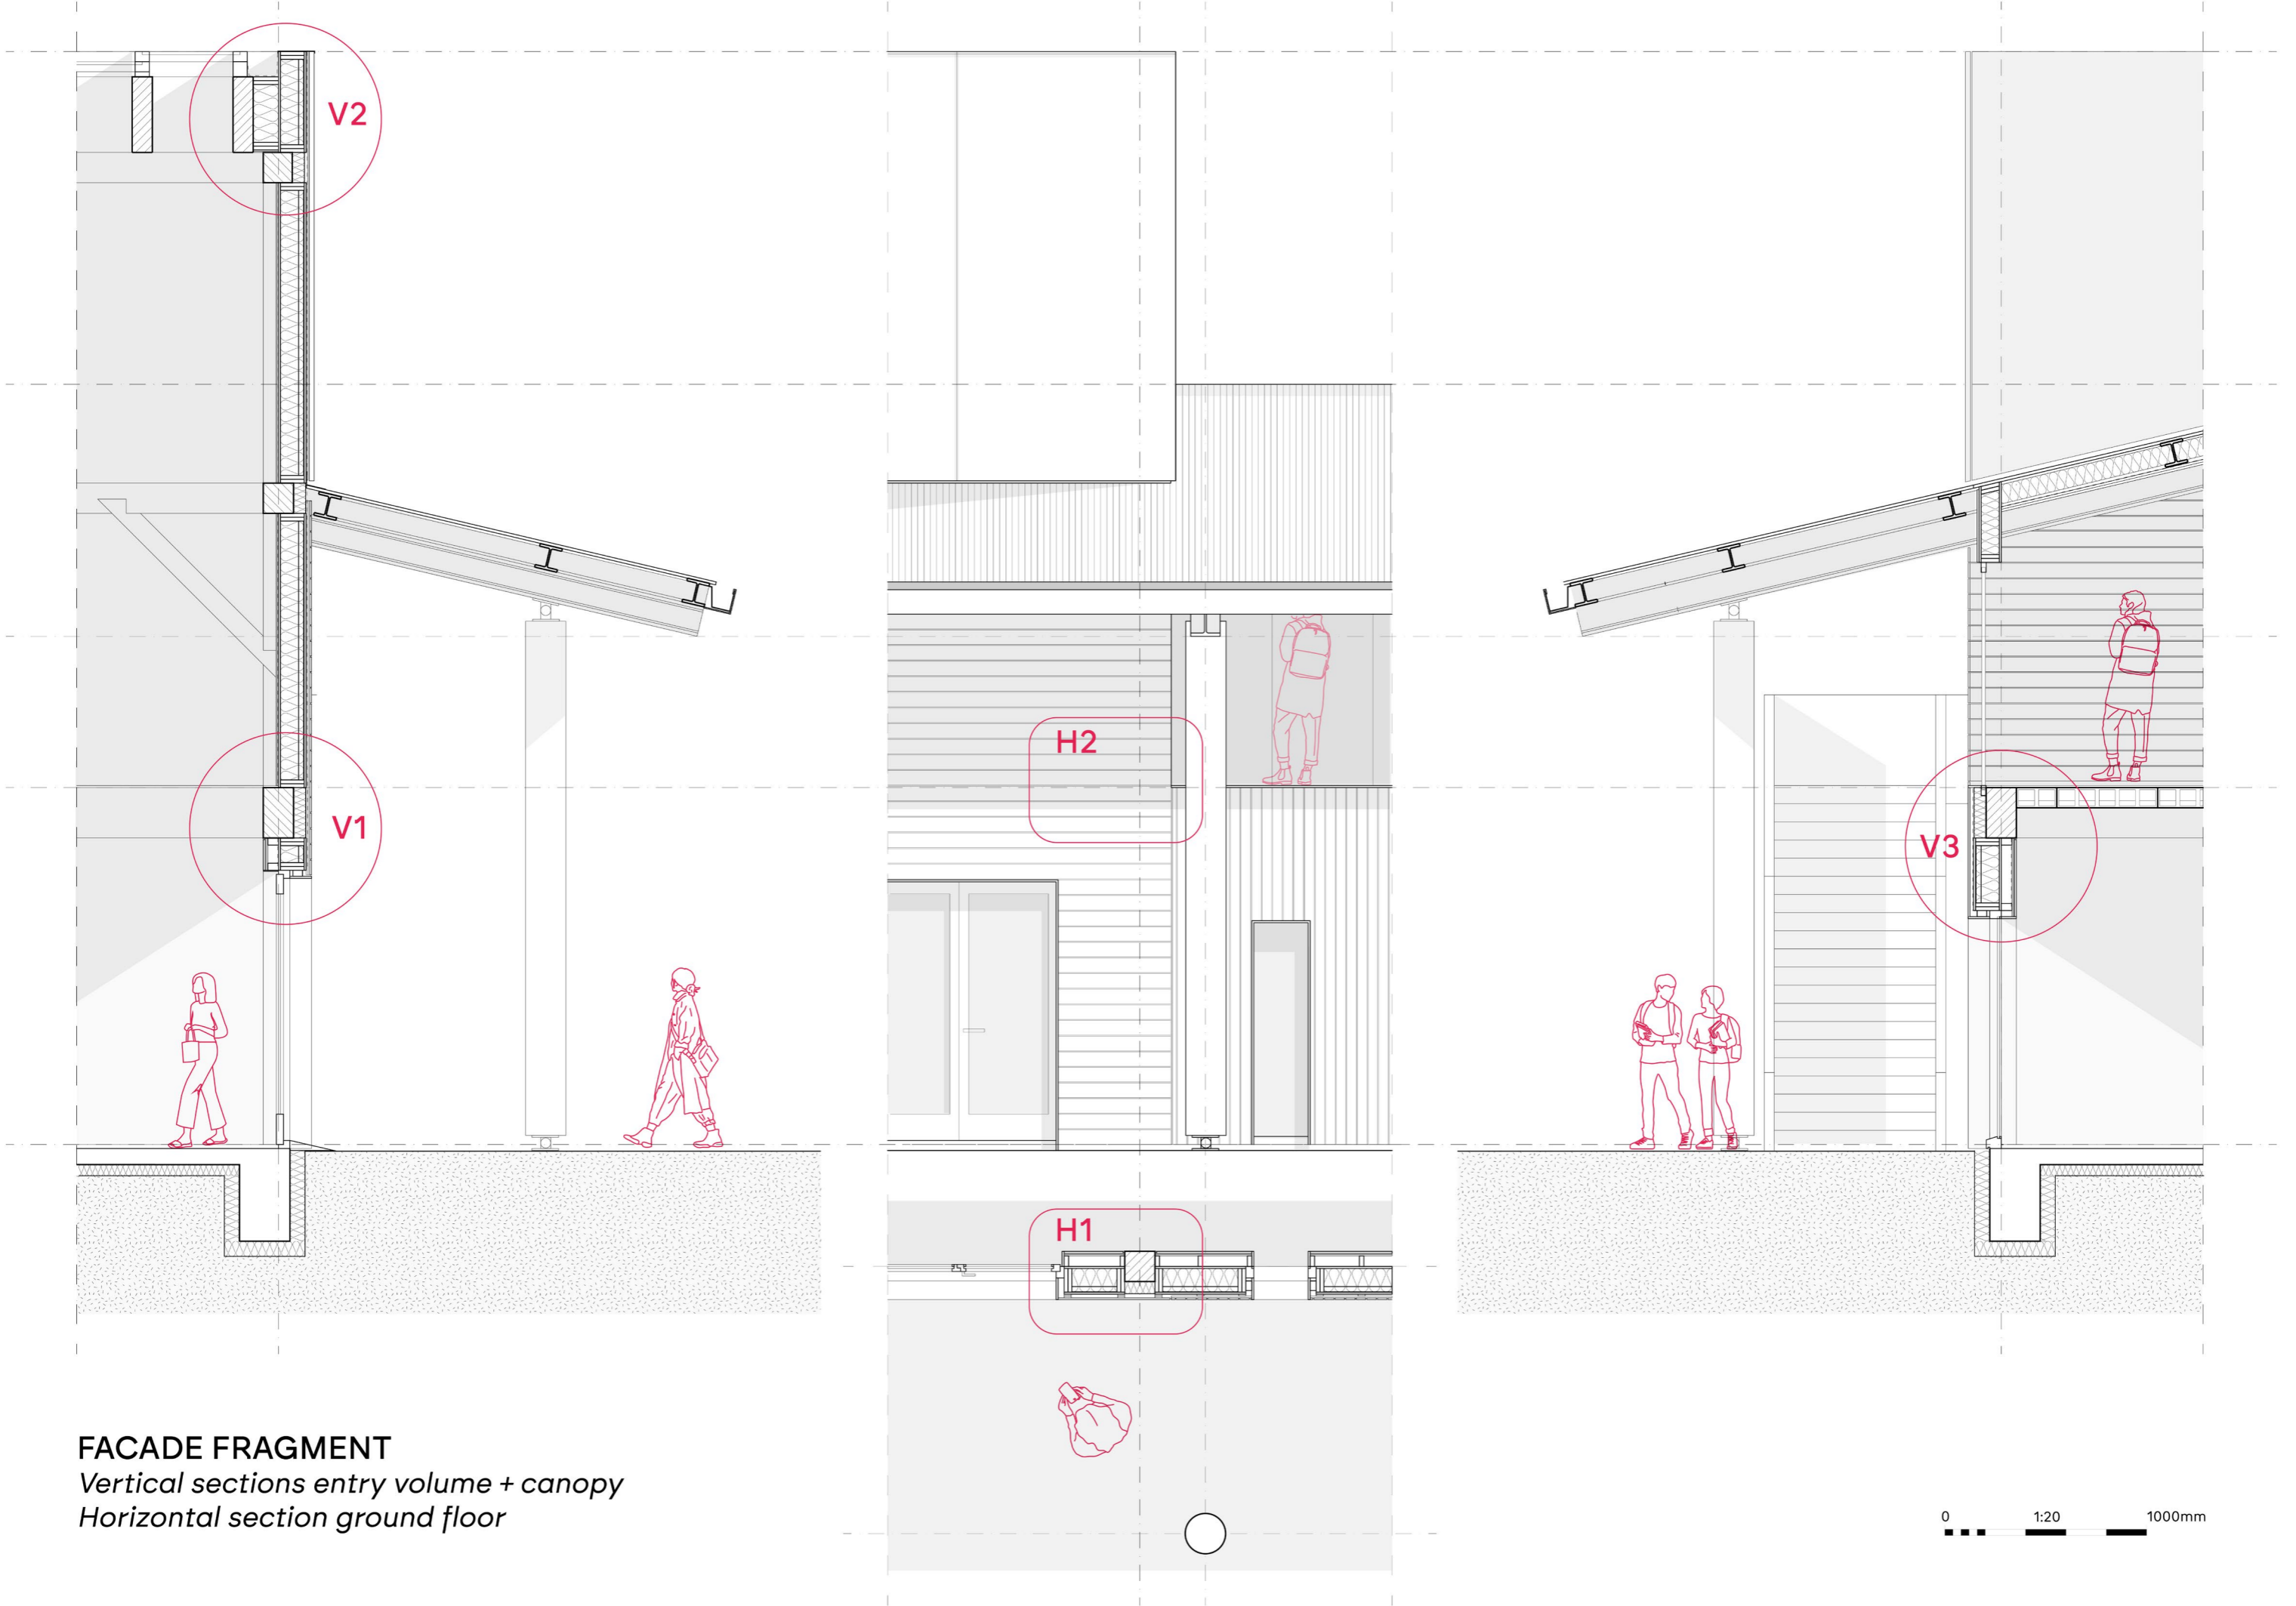 V2
V1
H2
V3
H1
FACADE FRAGMENT
Vertical sections entry volume + canopy
Horizontal section ground floor
0 1:20 1000mm